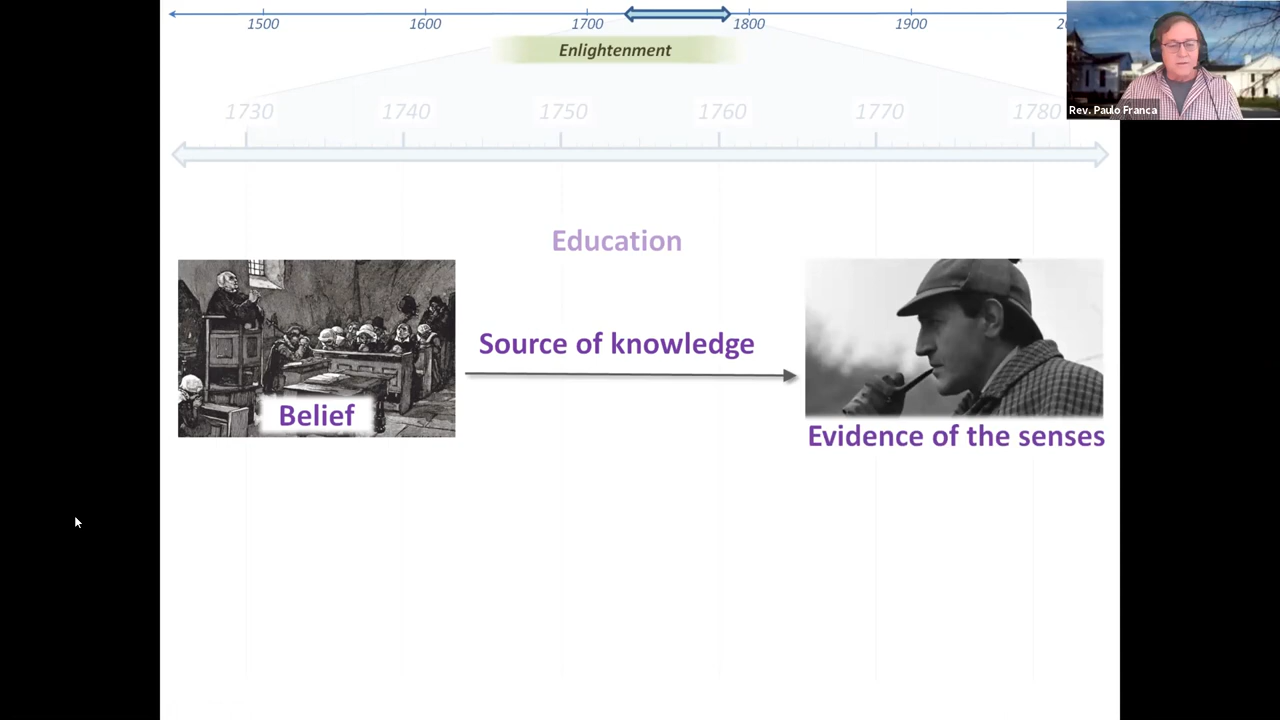 1500 1600 1700 1800 1900
Enlightenment
Rev. Paulo Franca
1730 1740 1750 1760 1770 1780
Education
Source of knowledge
Belief
Evidence of the senses